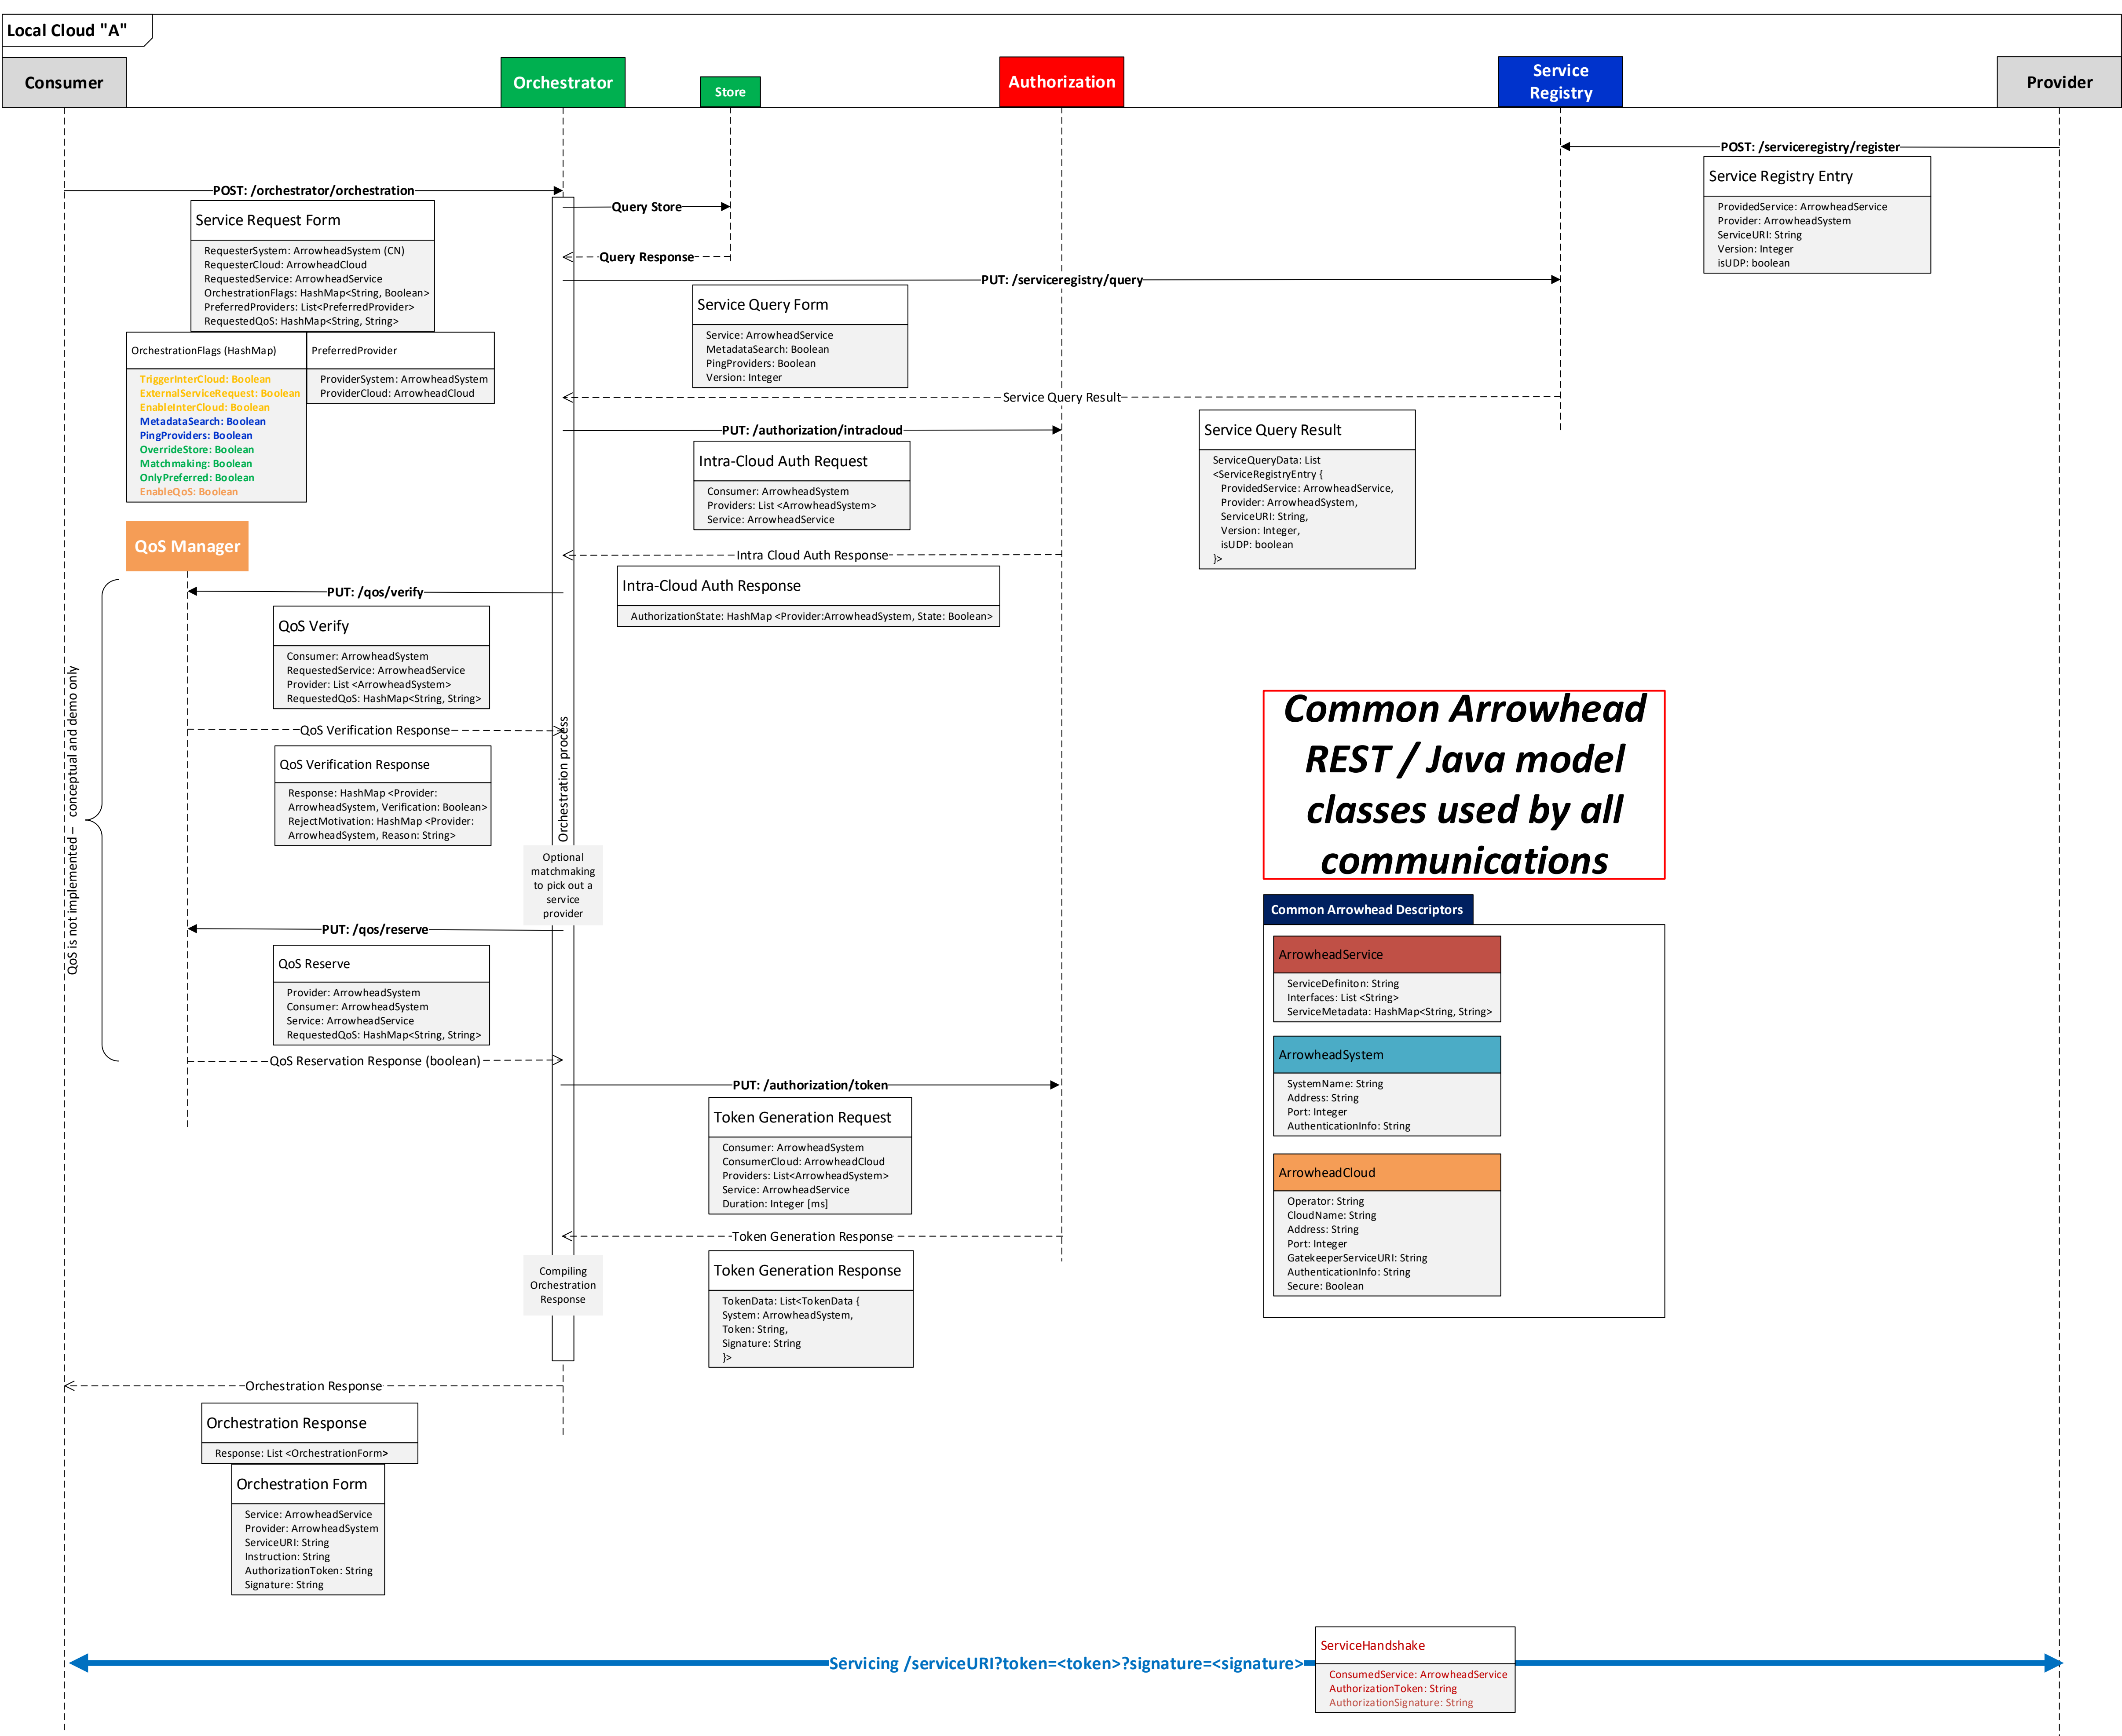 Local Cloud "A"
Consumer
Orchestrator
Store
Authorization
Service
Registry
Provider
POST: /serviceregistry/register
Service Registry Entry
ProvidedService: ArrowheadService
Provider: ArrowheadSystem
ServiceURI: String
Version: Integer
isUDP: boolean
POST: /orchestrator/orchestration
Service Request Form
RequesterSystem: ArrowheadSystem (CN)
RequesterCloud: ArrowheadCloud
RequestedService: ArrowheadService
OrchestrationFlags: HashMap<String, Boolean>
PreferredProviders: List<PreferredProvider>
RequestedQoS: HashMap<String, String>
OrchestrationFlags (HashMap)
TriggerInterCloud: Boolean
ExternalServiceRequest: Boolean
EnableInterCloud: Boolean
MetadataSearch: Boolean
PingProviders: Boolean
OverrideStore: Boolean
Matchmaking: Boolean
OnlyPreferred: Boolean
EnableQoS: Boolean
PreferredProvider
ProviderSystem: ArrowheadSystem
ProviderCloud: ArrowheadCloud
Query Store
Query Response
PUT: /serviceregistry/query
Service Query Form
Service: ArrowheadService
MetadataSearch: Boolean
PingProviders: Boolean
Version: Integer
Service Query Result
Service Query Result
ServiceQueryData: List
<ServiceRegistryEntry {
ProvidedService: ArrowheadService,
Provider: ArrowheadSystem,
ServiceURI: String,
Version: Integer,
isUDP: boolean
}>
PUT: /authorization/intracloud
Intra-Cloud Auth Request
Consumer: ArrowheadSystem
Providers: List <ArrowheadSystem>
Service: ArrowheadService
Intra Cloud Auth Response
Intra-Cloud Auth Response
AuthorizationState: HashMap <Provider:ArrowheadSystem, State: Boolean>
QoS Manager
QoS is not implemented – conceptual and demo only
PUT: /qos/verify
QoS Verify
Consumer: ArrowheadSystem
RequestedService: ArrowheadService
Provider: List <ArrowheadSystem>
RequestedQoS: HashMap<String, String>
QoS Verification Response
QoS Verification Response
Response: HashMap <Provider:
ArrowheadSystem, Verification: Boolean>
RejectMotivation: HashMap <Provider:
ArrowheadSystem, Reason: String>
Orchestration process
Optional
matchmaking
to pick out a
service
provider
PUT: /qos/reserve
QoS Reserve
Provider: ArrowheadSystem
Consumer: ArrowheadSystem
Service: ArrowheadService
RequestedQoS: HashMap<String, String>
QoS Reservation Response (boolean)
Common Arrowhead
REST / Java model
classes used by all
communications
Common Arrowhead Descriptors
ArrowheadService
ServiceDefiniton: String
Interfaces: List <String>
ServiceMetadata: HashMap<String, String>
ArrowheadSystem
SystemName: String
Address: String
Port: Integer
AuthenticationInfo: String
ArrowheadCloud
Operator: String
CloudName: String
Address: String
Port: Integer
GatekeeperServiceURI: String
AuthenticationInfo: String
Secure: Boolean
PUT: /authorization/token
Token Generation Request
Consumer: ArrowheadSystem
ConsumerCloud: ArrowheadCloud
Providers: List<ArrowheadSystem>
Service: ArrowheadService
Duration: Integer [ms]
Token Generation Response
Token Generation Response
TokenData: List<TokenData {
System: ArrowheadSystem,
Token: String,
Signature: String
}>
Compiling
Orchestration
Response
Orchestration Response
Orchestration Response
Response: List <OrchestrationForm>
Orchestration Form
Service: ArrowheadService
Provider: ArrowheadSystem
ServiceURI: String
Instruction: String
AuthorizationToken: String
Signature: String
Servicing /serviceURI?token=<token>?signature=<signature>
ServiceHandshake
ConsumedService: ArrowheadService
AuthorizationToken: String
AuthorizationSignature: String